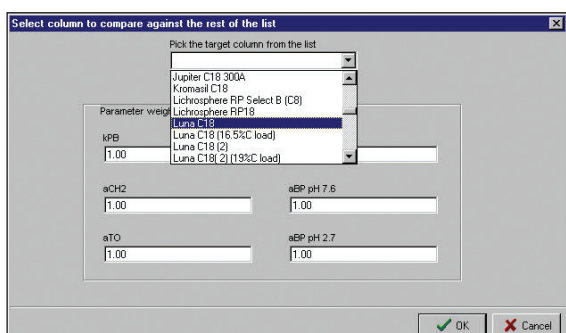 Select column to compare against the rest of the list
Pick the target column from the list
Jupiter C18 300A
Kromasil C18
Lichrosphere RP Select B (C8)
Lichrosphere RP18
Luna C18
Luna C18 (16.5%C load)
Luna C18 (2)
Luna C18( 2) (19%C load)
Parameter weigh
kPB
1.00
aCH2
1.00
aBP pH 7.6
1.00
aTO
1.00
aBP pH 2.7
1.00
OK
Cancel